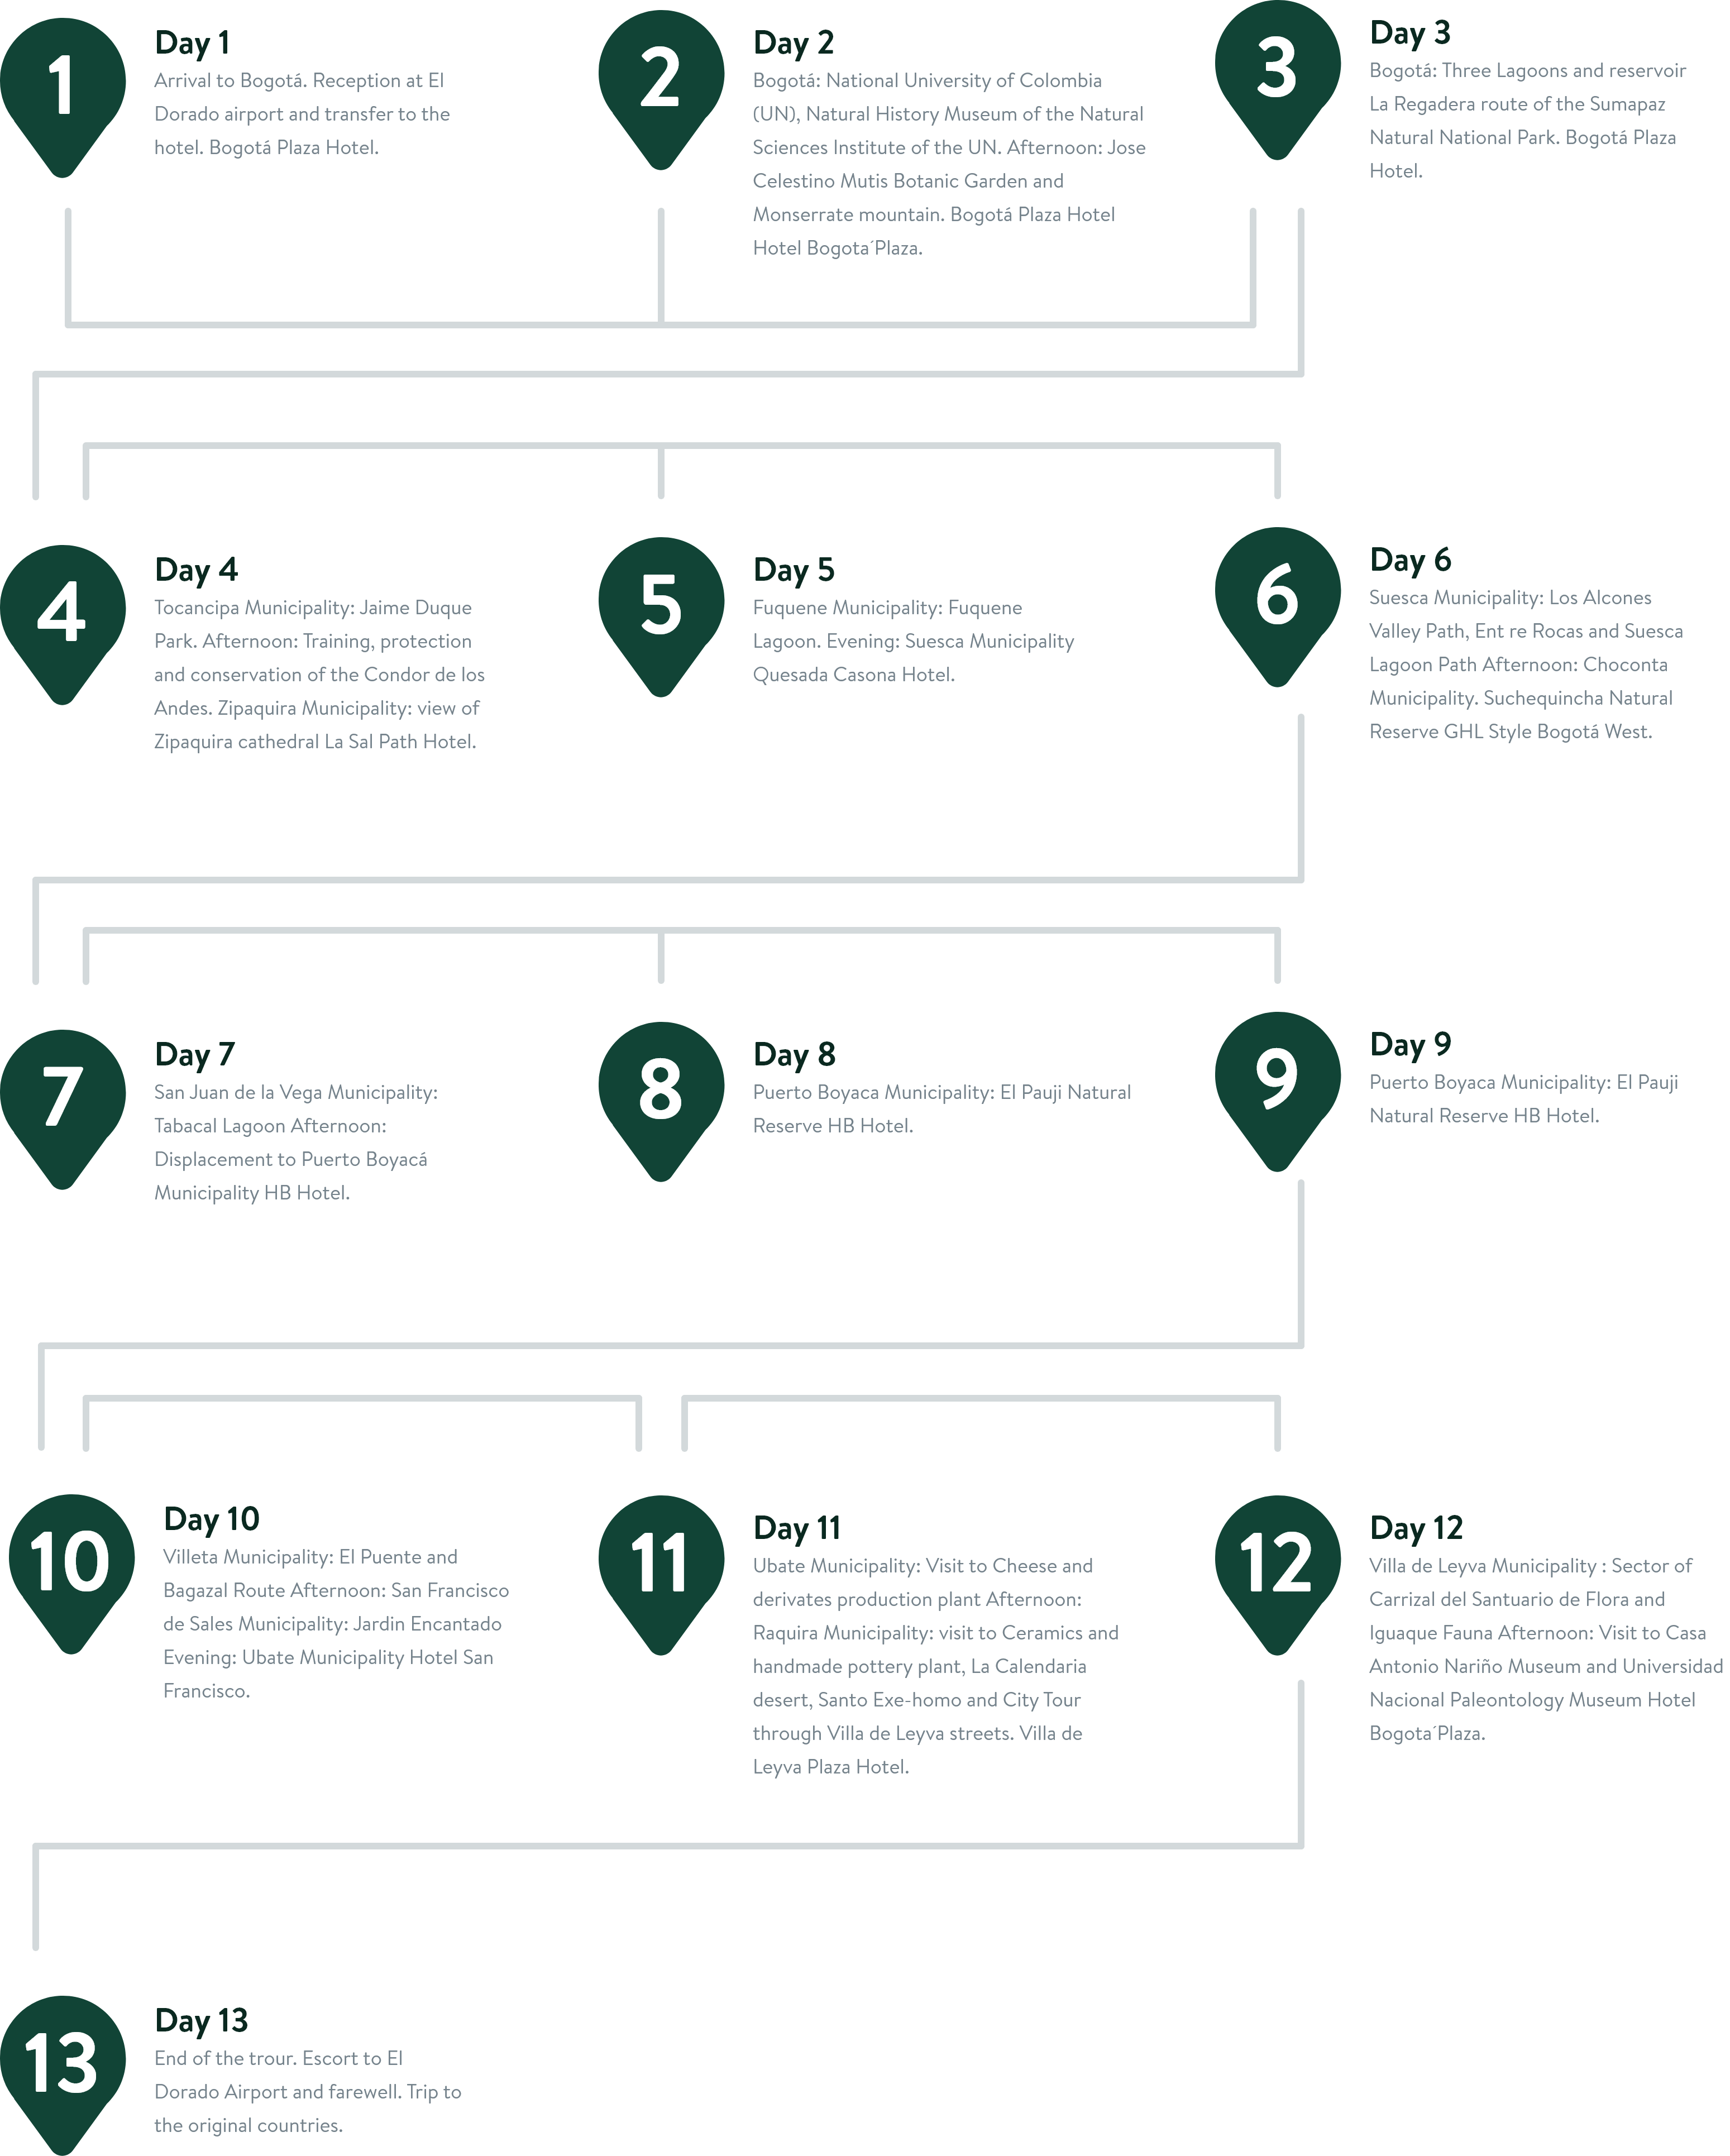 1
Day 1
Arrival to Bogotá. Reception at El
Dorado airport and transfer to the
hotel. Bogotá Plaza Hotel.
2
Day 2
Bogotá: National University of Colombia
(UN), Natural History Museum of the Natural
Sciences Institute of the UN. Afternoon: Jose
Celestino Mutis Botanic Garden and
Monserrate mountain. Bogotá Plaza Hotel
Hotel Bogota´Plaza.
3
Day 3
Bogotá: Three Lagoons and reservoir
La Regadera route of the Sumapaz
Natural National Park. Bogotá Plaza
Hotel.
4
Day 4
Tocancipa Municipality: Jaime Duque
Park. Afternoon: Training, protection
and conservation of the Condor de los
Andes. Zipaquira Municipality: view of
Zipaquira cathedral La Sal Path Hotel.
5
Day 5
Fuquene Municipality: Fuquene
Lagoon. Evening: Suesca Municipality
Quesada Casona Hotel.
6
Day 6
Suesca Municipality: Los Alcones
Valley Path, Ent re Rocas and Suesca
Lagoon Path Afternoon: Choconta
Municipality. Suchequincha Natural
Reserve GHL Style Bogotá West.
7
Day 7
San Juan de la Vega Municipality:
Tabacal Lagoon Afternoon:
Displacement to Puerto Boyacá
Municipality HB Hotel.
8
Day 8
Puerto Boyaca Municipality: El Pauji Natural
Reserve HB Hotel.
9
Day 9
Puerto Boyaca Municipality: El Pauji
Natural Reserve HB Hotel.
10
Day 10
Villeta Municipality: El Puente and
Bagazal Route Afternoon: San Francisco
de Sales Municipality: Jardin Encantado
Evening: Ubate Municipality Hotel San
Francisco.
11
Day 11
Ubate Municipality: Visit to Cheese and
derivates production plant Afternoon:
Raquira Municipality: visit to Ceramics and
handmade pottery plant, La Calendaria
desert, Santo Exe-homo and City Tour
through Villa de Leyva streets. Villa de
Leyva Plaza Hotel.
12
Day 12
Villa de Leyva Municipality : Sector of
Carrizal del Santuario de Flora and
Iguaque Fauna Afternoon: Visit to Casa
Antonio Nariño Museum and Universidad
Nacional Paleontology Museum Hotel
Bogota´Plaza.
13
Day 13
End of the trour. Escort to El
Dorado Airport and farewell. Trip to
the original countries.